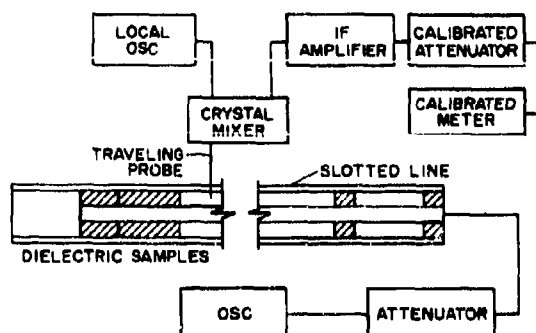 LOCAL
OSC
IF
AMPLIFIER
CALIBRATED
ATTENUATOR
CRYSTAL
MIXER
CALIBRATED
METER
TRAVELING
PROBE
SLOTTED LINE
DIELECTRIC SAMPLES
OSC
ATTENUATOR